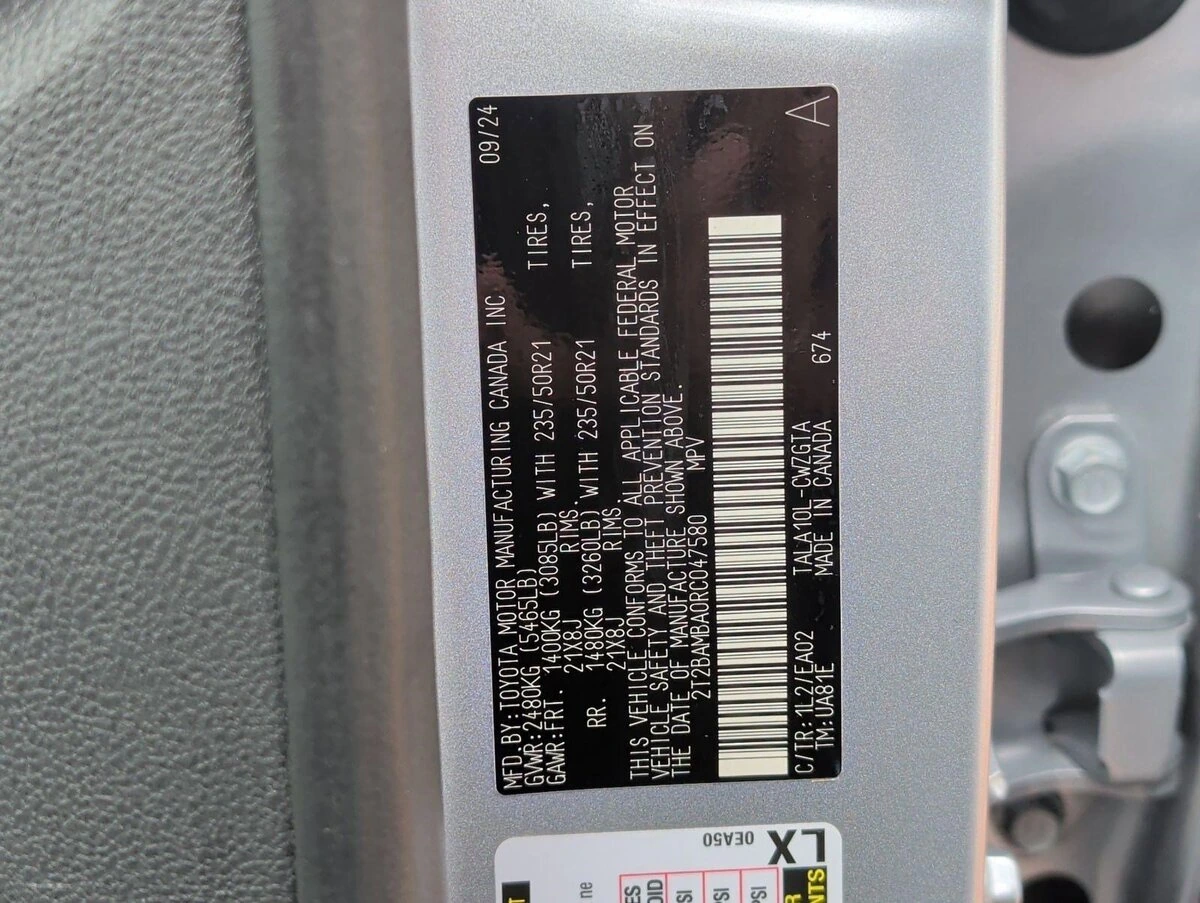 MFD.BY:TOYOTA MOTOR MANUFACTURING CANADA INC 09/24
GVWR:2480KG (5465LB)
GAWR:FRT. 1400KG (3085LB) WITH 235/50R21 TIRES,
21X8J RIMS.
RR. 1480KG (3260LB) WITH 235/50R21 TIRES,
21X8J RIMS.
THIS VEHICLE CONFORMS TO ALL APPLICABLE FEDERAL MOTOR
VEHICLE SAFETY AND THEFT PREVENTION STANDARDS IN EFFECT ON
THE DATE OF MANUFACTURE SHOWN ABOVE.
2T2BAMBA0RC047580 MPV
C/TR:1L2/EA02 TALA10L-CWZGTA A
TM:UA81E MADE IN CANADA 674
LX
0EA50